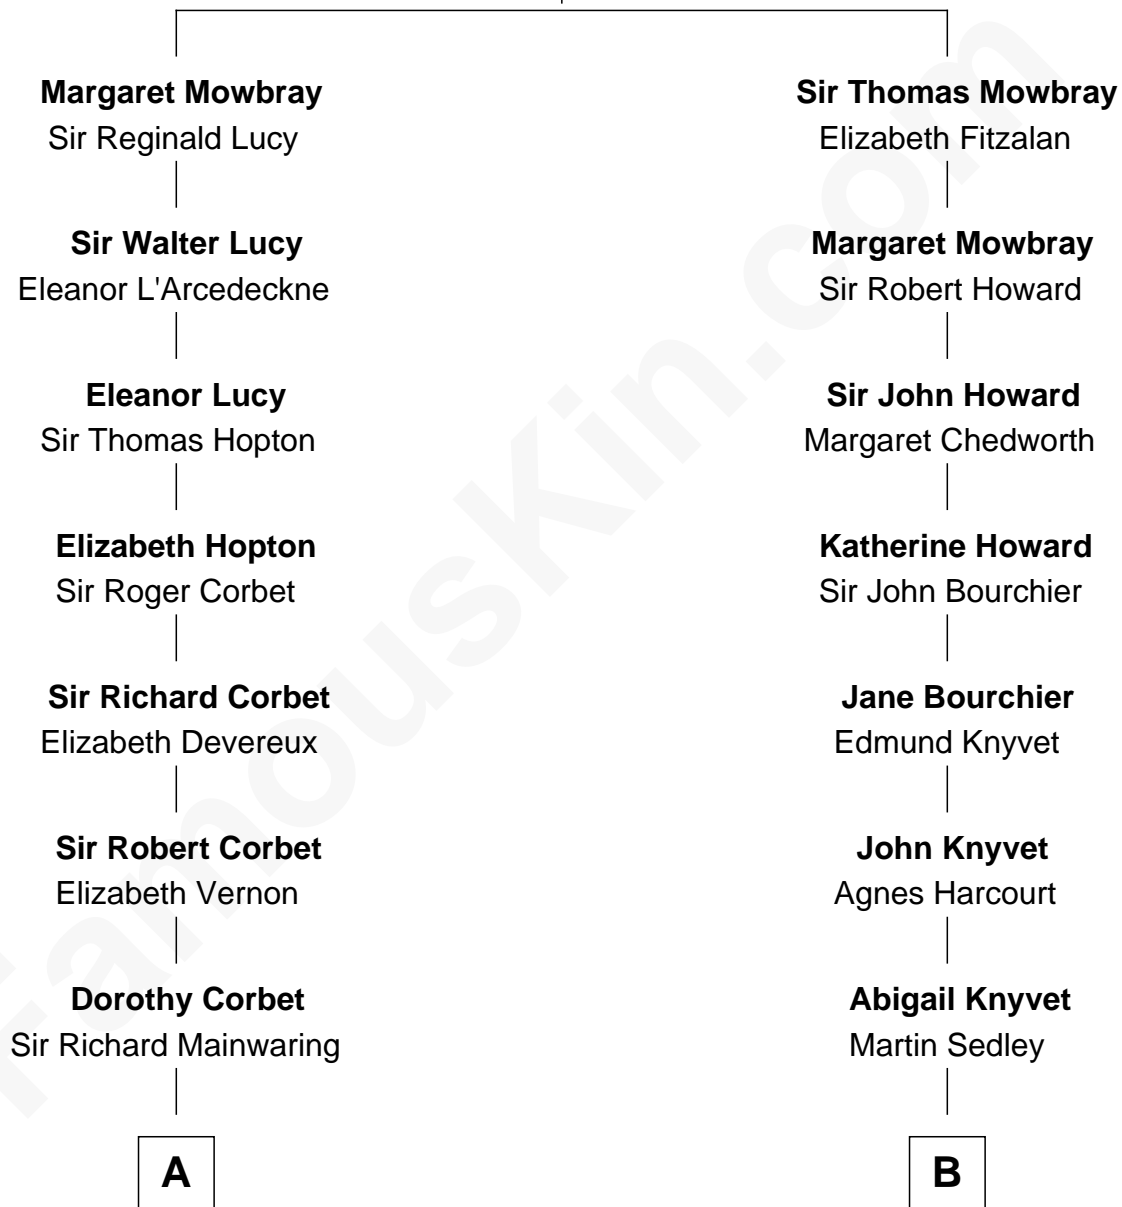 Margaret Mowbray
Sir Reginald Lucy
Sir Walter Lucy
Eleanor L'Arcedeckne
Eleanor Lucy
Sir Thomas Hopton
Elizabeth Hopton
Sir Roger Corbet
Sir Richard Corbet
Elizabeth Devereux
Sir Robert Corbet
Elizabeth Vernon
Dorothy Corbet
Sir Richard Mainwaring
A
Sir Thomas Mowbray
Elizabeth Fitzalan
Margaret Mowbray
Sir Robert Howard
Sir John Howard
Margaret Chedworth
Katherine Howard
Sir John Bourchier
Jane Bourchier
Edmund Knyvet
John Knyvet
Agnes Harcourt
Abigail Knyvet
Martin Sedley
B
FamousKin.com